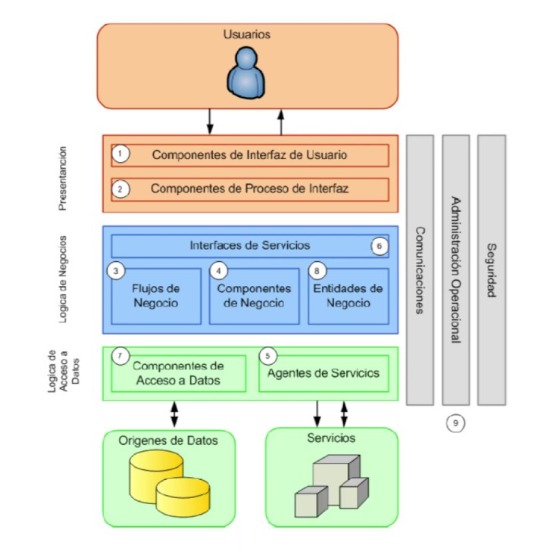 Usuarios
Presentanción
1
Componentes de Interfaz de Usuario
2
Componentes de Proceso de Interfaz
Logica de Negocios
Interfaces de Servicios
6
3
Flujos de
Negocio
4
Componentes
de Negocio
8
Entidades de
Negocio
Logica de
Acceso a
Datos
7
Componentes de
Acceso a Datos
5
Agentes de Servicios
Origenes de Datos
Servicios
Comunicaciones
Administración Operacional
Seguridad
9